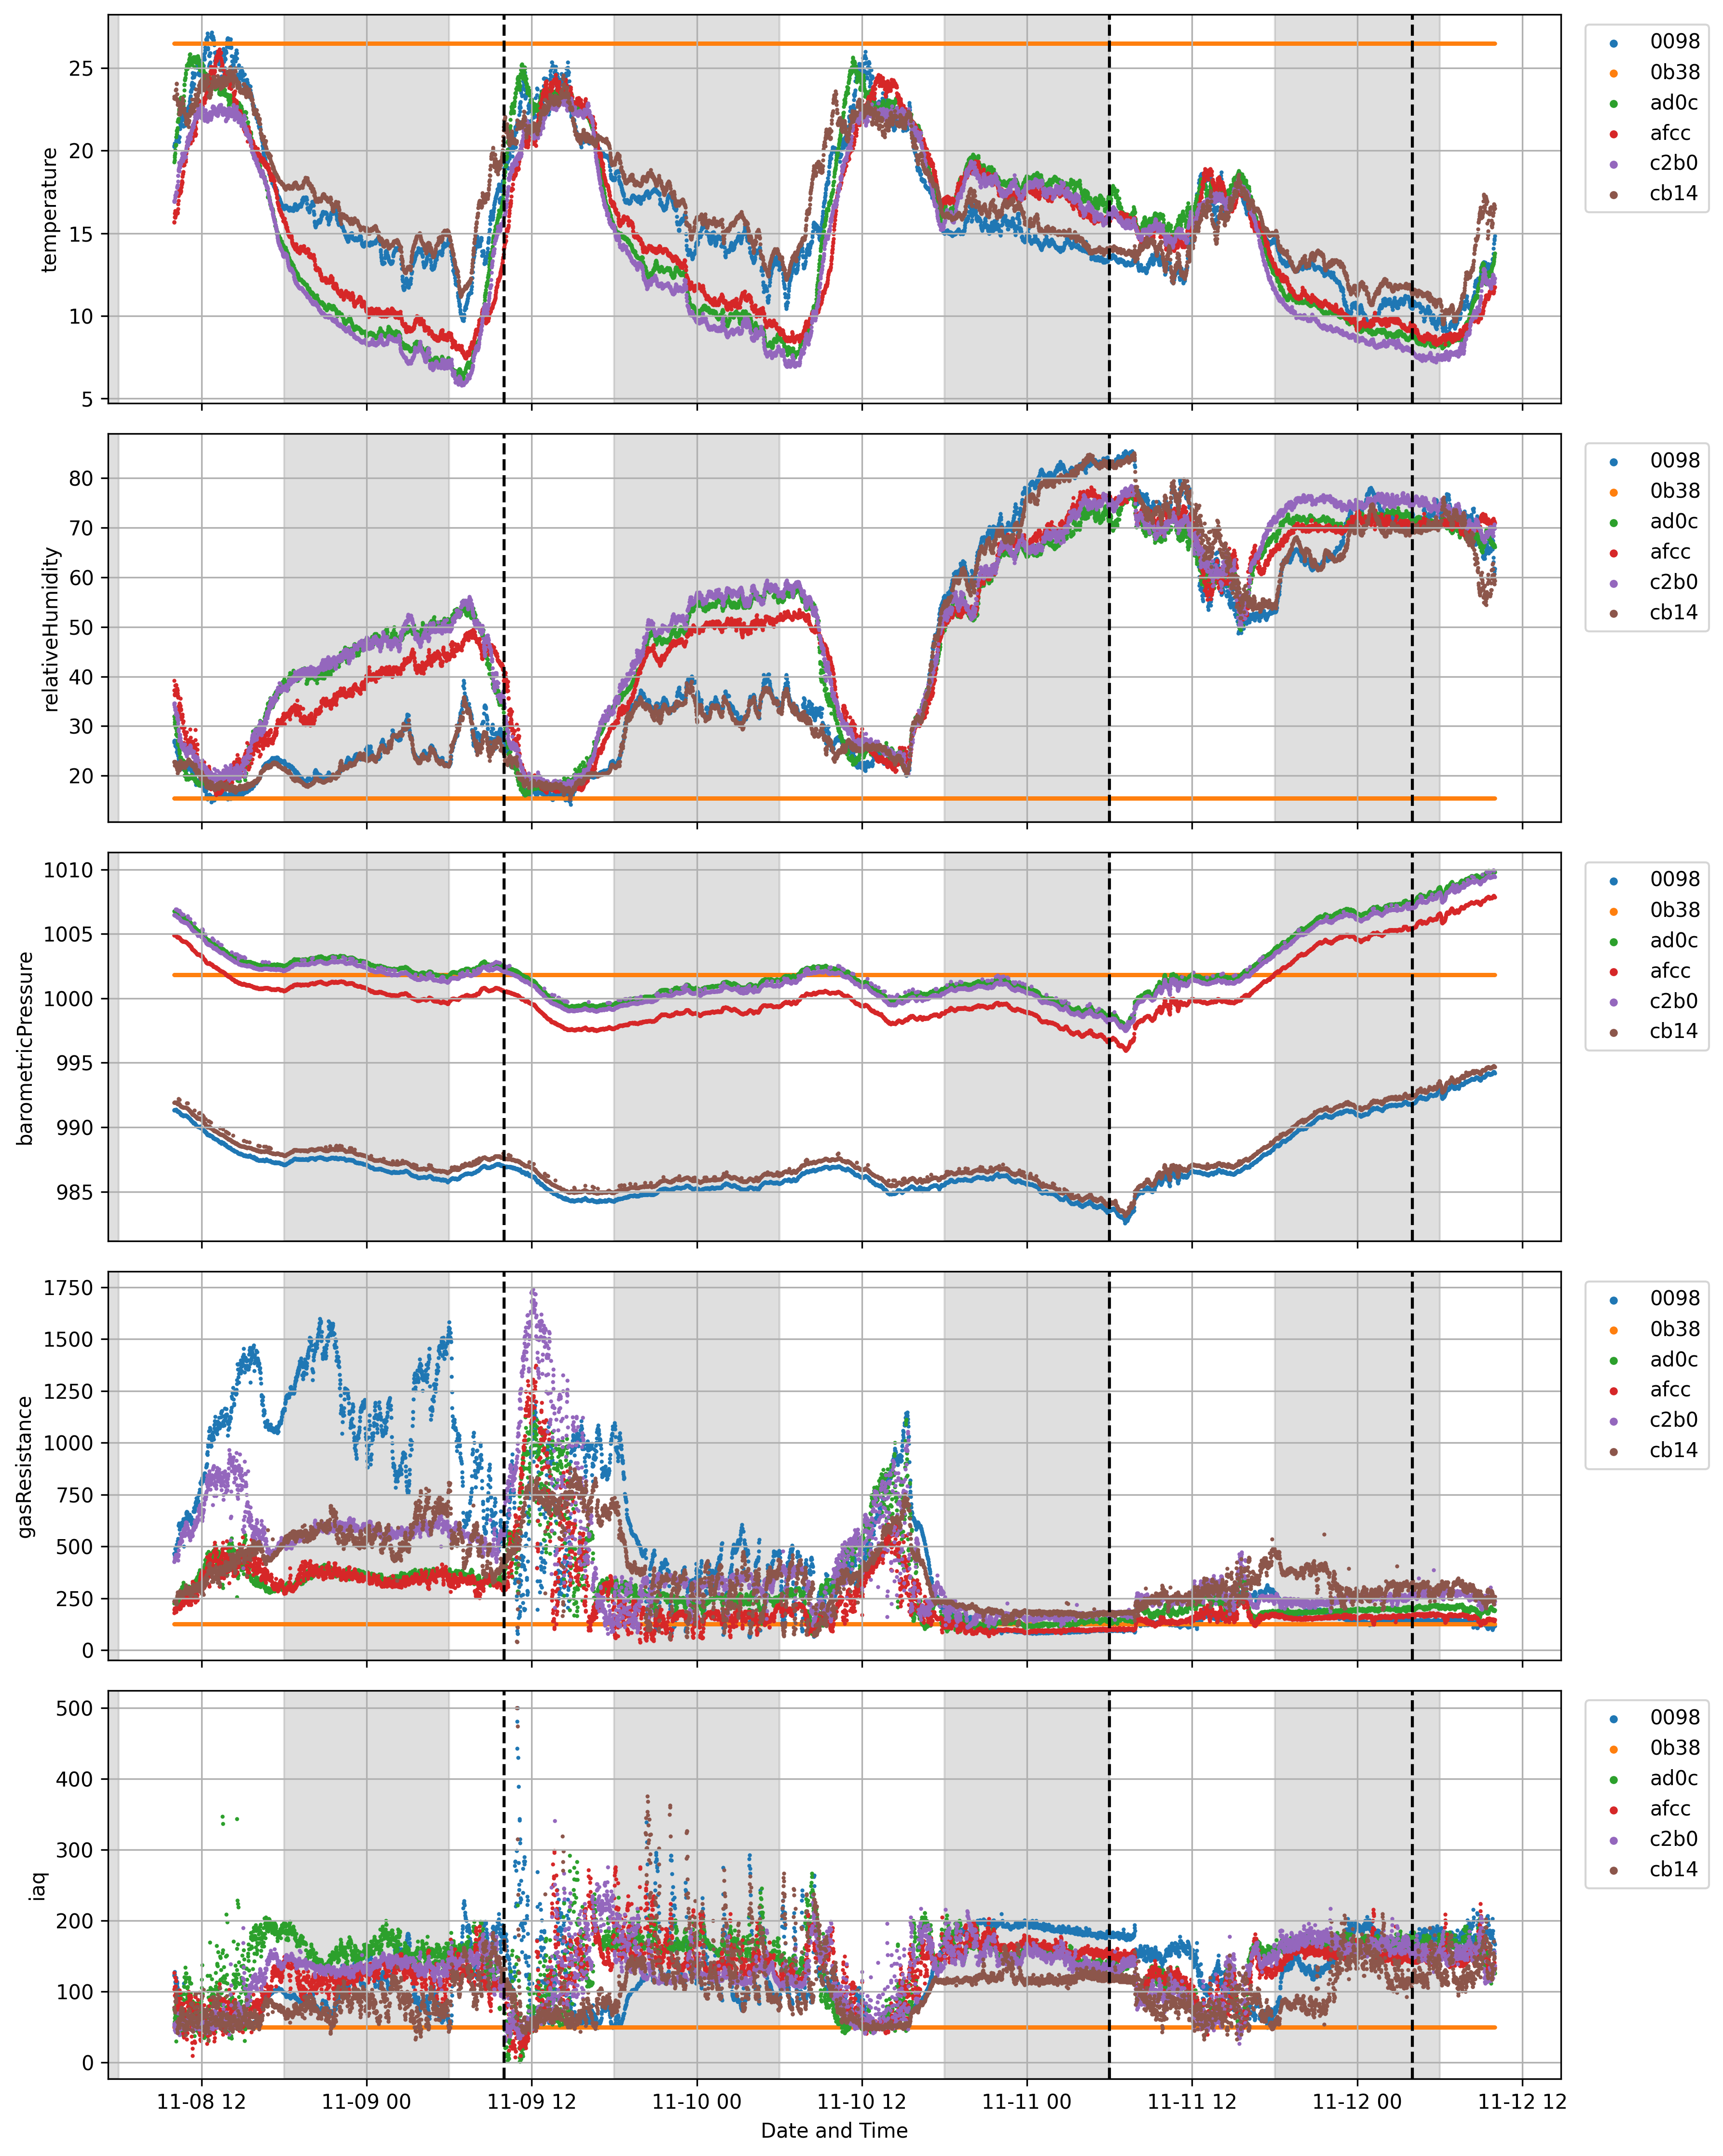 25
20
15
10
5
temperature
0098
0b38
ad0c
afcc
c2b0
cb14
80
70
60
50
40
30
20
relativeHumidity
0098
0b38
ad0c
afcc
c2b0
cb14
1010
1005
1000
995
990
985
barometricPressure
0098
0b38
ad0c
afcc
c2b0
cb14
1750
1500
1250
1000
750
500
250
0
gasResistance
0098
0b38
ad0c
afcc
c2b0
cb14
500
400
300
200
100
0
iaq
0098
0b38
ad0c
afcc
c2b0
cb14
11-08 12
11-09 00
11-09 12
11-10 00
11-10 12
11-11 00
11-11 12
11-12 00
11-12 12
Date and Time